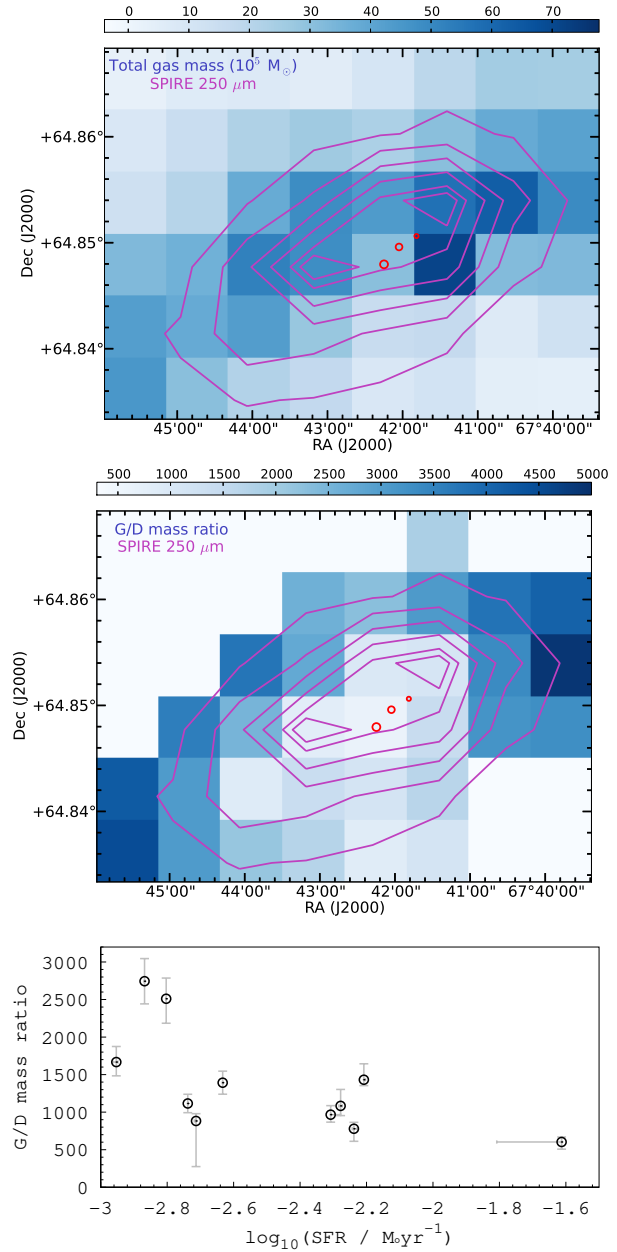 0 10 20 30 40 50 60 70
Total gas mass (10⁵ M☉)
SPIRE 250 μm
+64.86°
+64.85°
+64.84°
Dec (J2000)
45'00" 44'00" 43'00" 42'00" 41'00" 67°40'00"
RA (J2000)
500 1000 1500 2000 2500 3000 3500 4000 4500 5000
G/D mass ratio
SPIRE 250 μm
+64.86°
+64.85°
+64.84°
Dec (J2000)
45'00" 44'00" 43'00" 42'00" 41'00" 67°40'00"
RA (J2000)
3000
2500
2000
1500
1000
500
0
G/D mass ratio
-3 -2.8 -2.6 -2.4 -2.2 -2 -1.8 -1.6
log₁₀(SFR / M☉yr⁻¹)